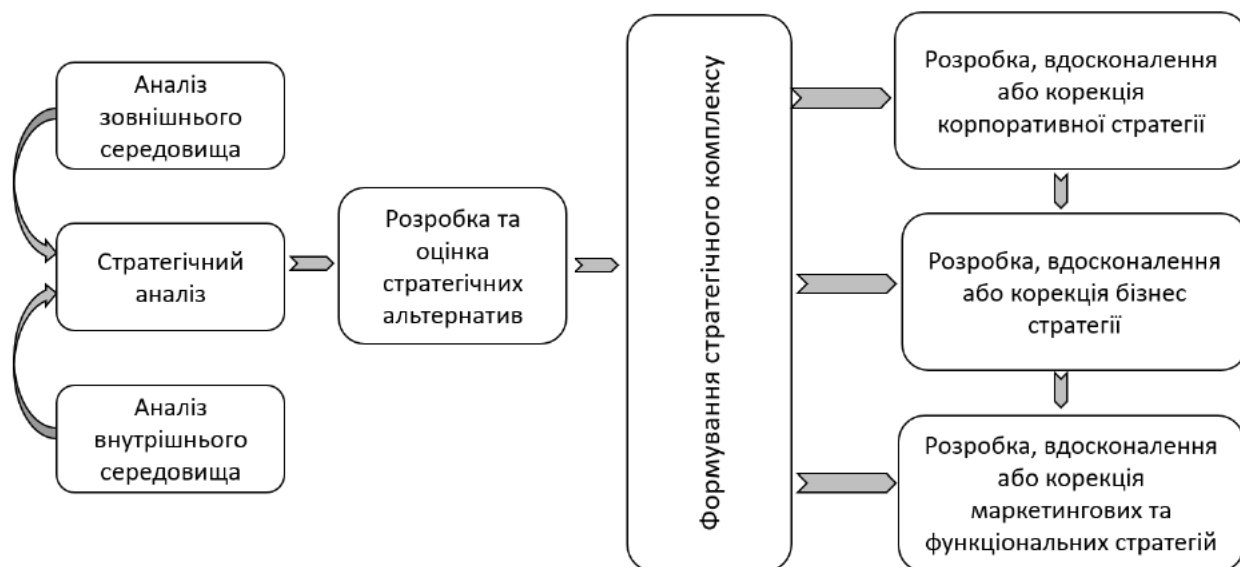 Аналіз
зовнішнього
середовища
Стратегічний
аналіз
Аналіз
внутрішнього
середовища
Розробка та
оцінка
стратегічних
альтернатив
Формування стратегічного комплексу
Розробка, вдосконалення
або корекція
корпоративної стратегії
Розробка, вдосконалення
або корекція бізнес
стратегії
Розробка, вдосконалення
або корекція
маркетингових та
функціональних стратегій